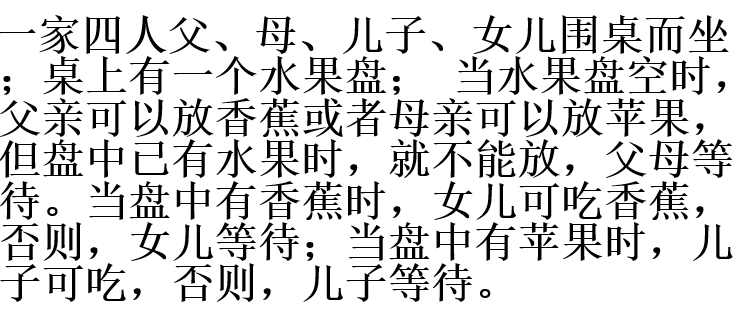 一家四人父、母、儿子、女儿围桌而坐
；桌上有一个水果盘； 当水果盘空时，
父亲可以放香蕉或者母亲可以放苹果，
但盘中已有水果时，就不能放，父母等
待。当盘中有香蕉时，女儿可吃香蕉，
否则，女儿等待；当盘中有苹果时，儿
子可吃，否则，儿子等待。